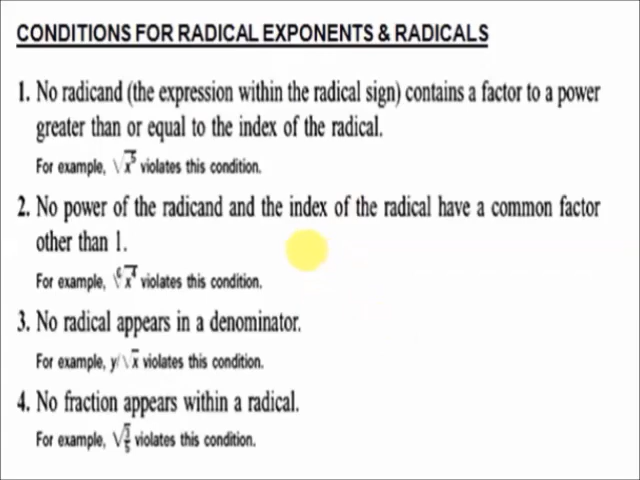 CONDITIONS FOR RADICAL EXPONENTS & RADICALS
1. No radicand (the expression within the radical sign) contains a factor to a power
greater than or equal to the index of the radical.
For example, √x⁵ violates this condition.
2. No power of the radicand and the index of the radical have a common factor
other than 1.
For example, ⁶√x⁴ violates this condition.
3. No radical appears in a denominator.
For example, y/√x violates this condition.
4. No fraction appears within a radical.
For example, √3/5 violates this condition.